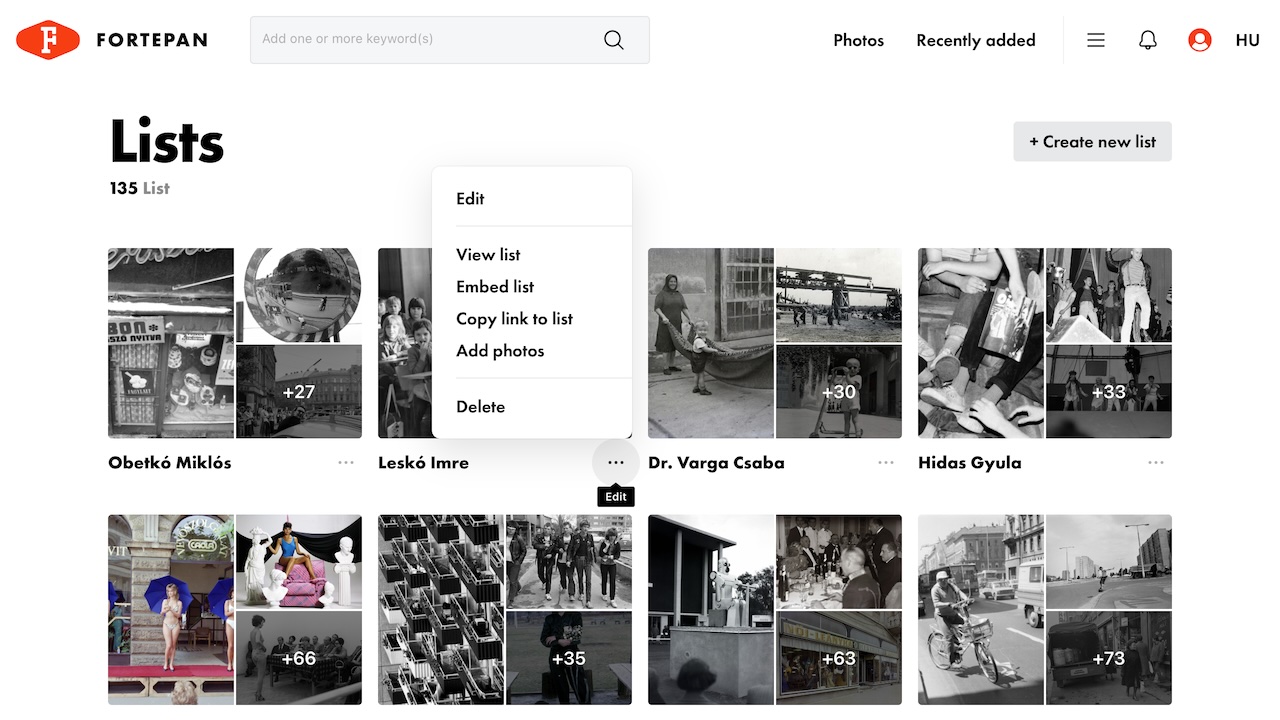 FORTEPAN
Add one or more keyword(s)
Photos
Recently added
HU
Lists
+ Create new list
135 List
Edit
View list
Embed list
Copy link to list
Add photos
Delete
+27
+30
+33
Obetkó Miklós
Leskó Imre
Dr. Varga Csaba
Hidas Gyula
Edit
+66
+35
+63
+73